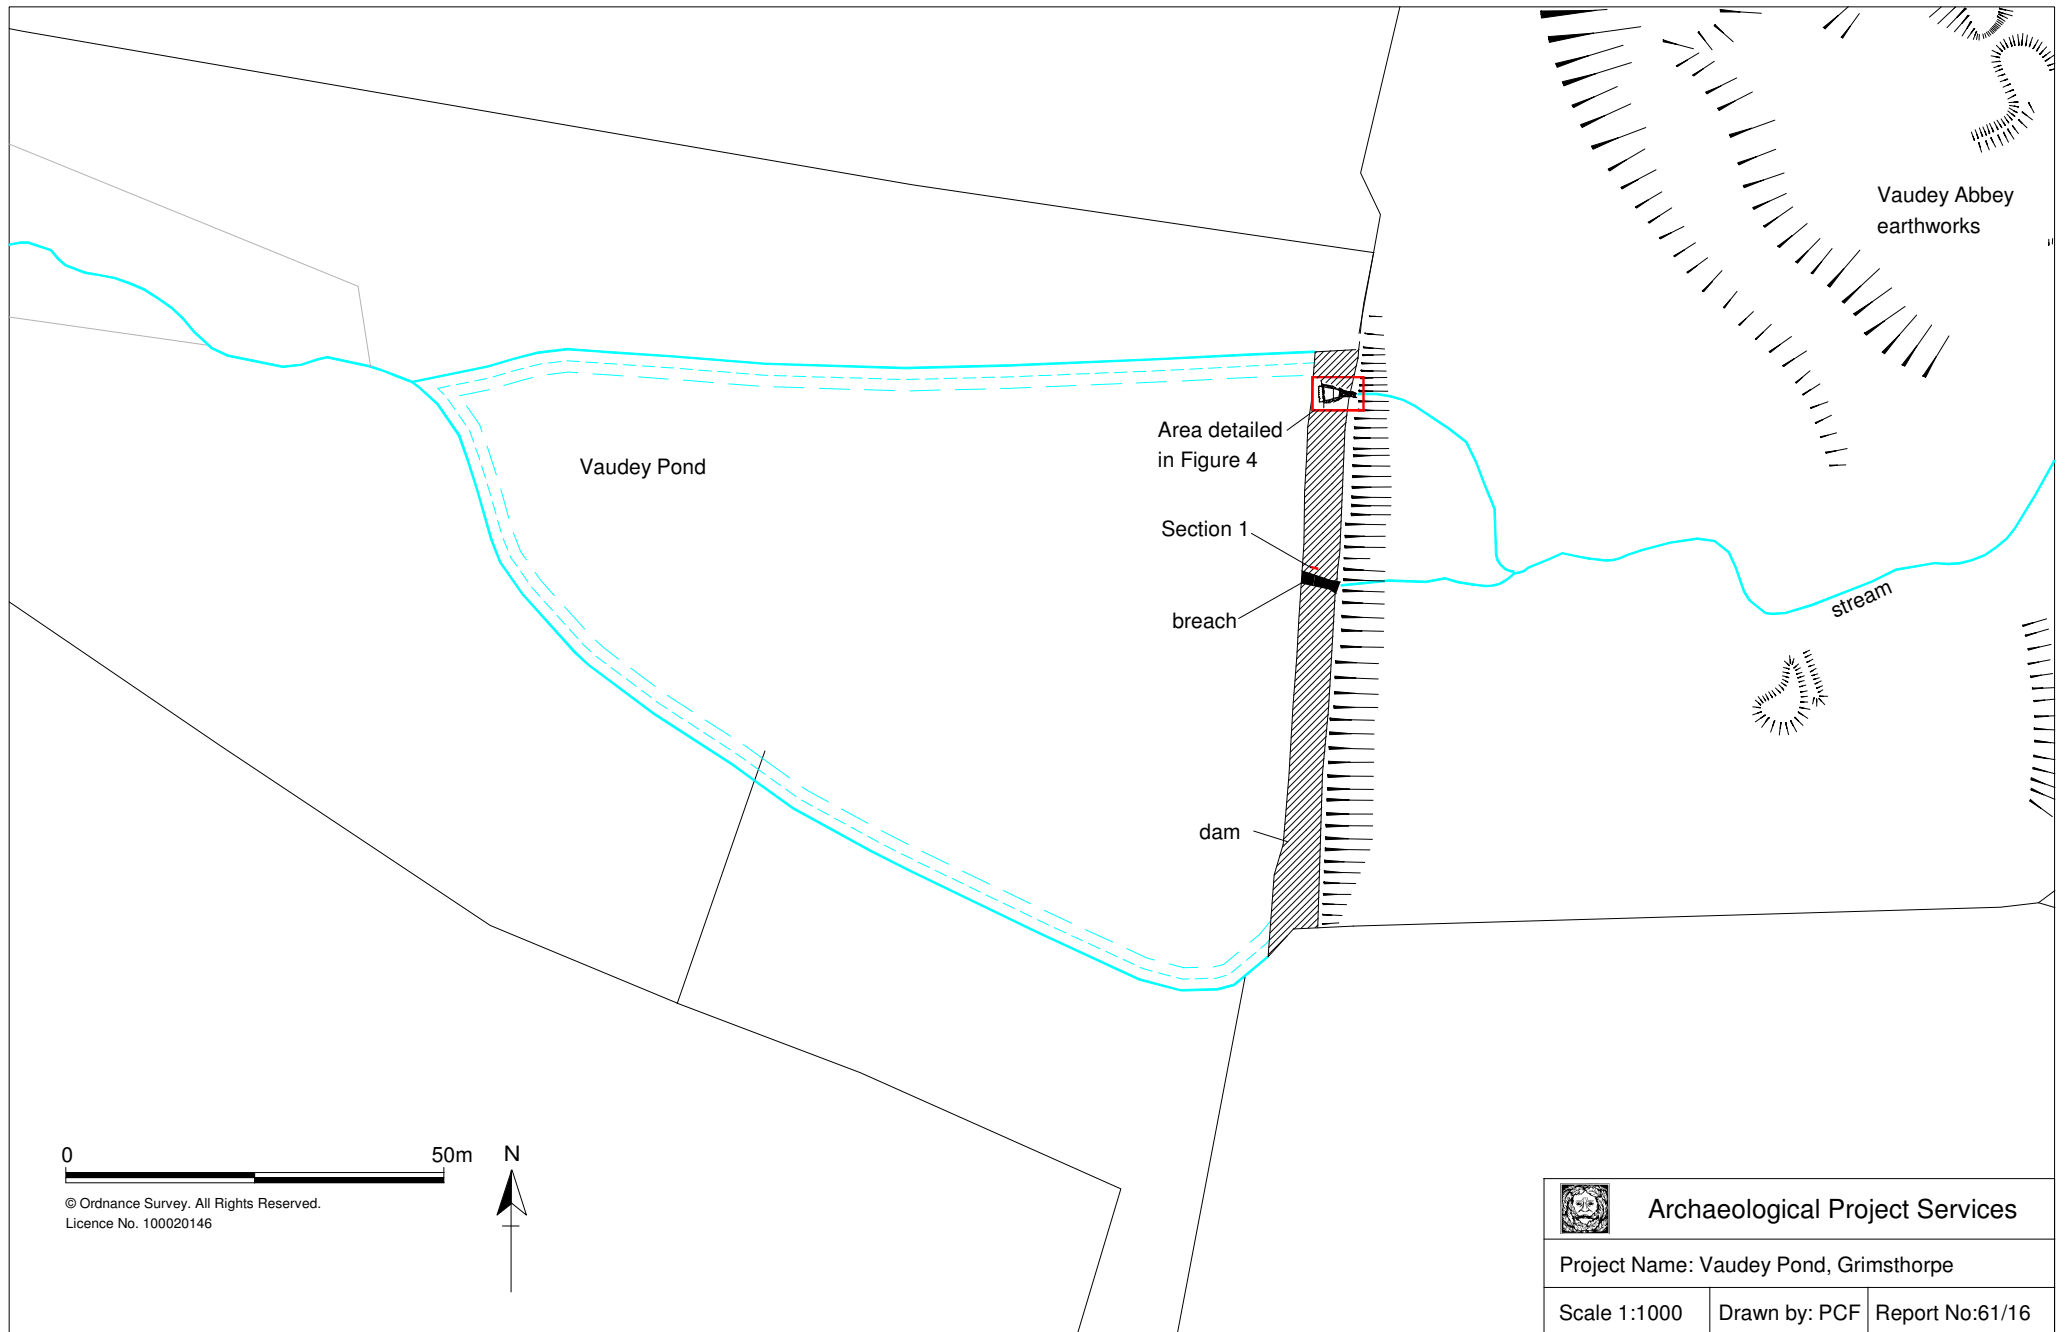 Vaudey Abbey
earthworks
Area detailed
in Figure 4
Vaudey Pond
Section 1
breach
stream
dam
0 50m
N
© Ordnance Survey. All Rights Reserved.
Licence No. 100020146
Archaeological Project Services
Project Name: Vaudey Pond, Grimsthorpe
Scale 1:1000 Drawn by: PCF Report No:61/16